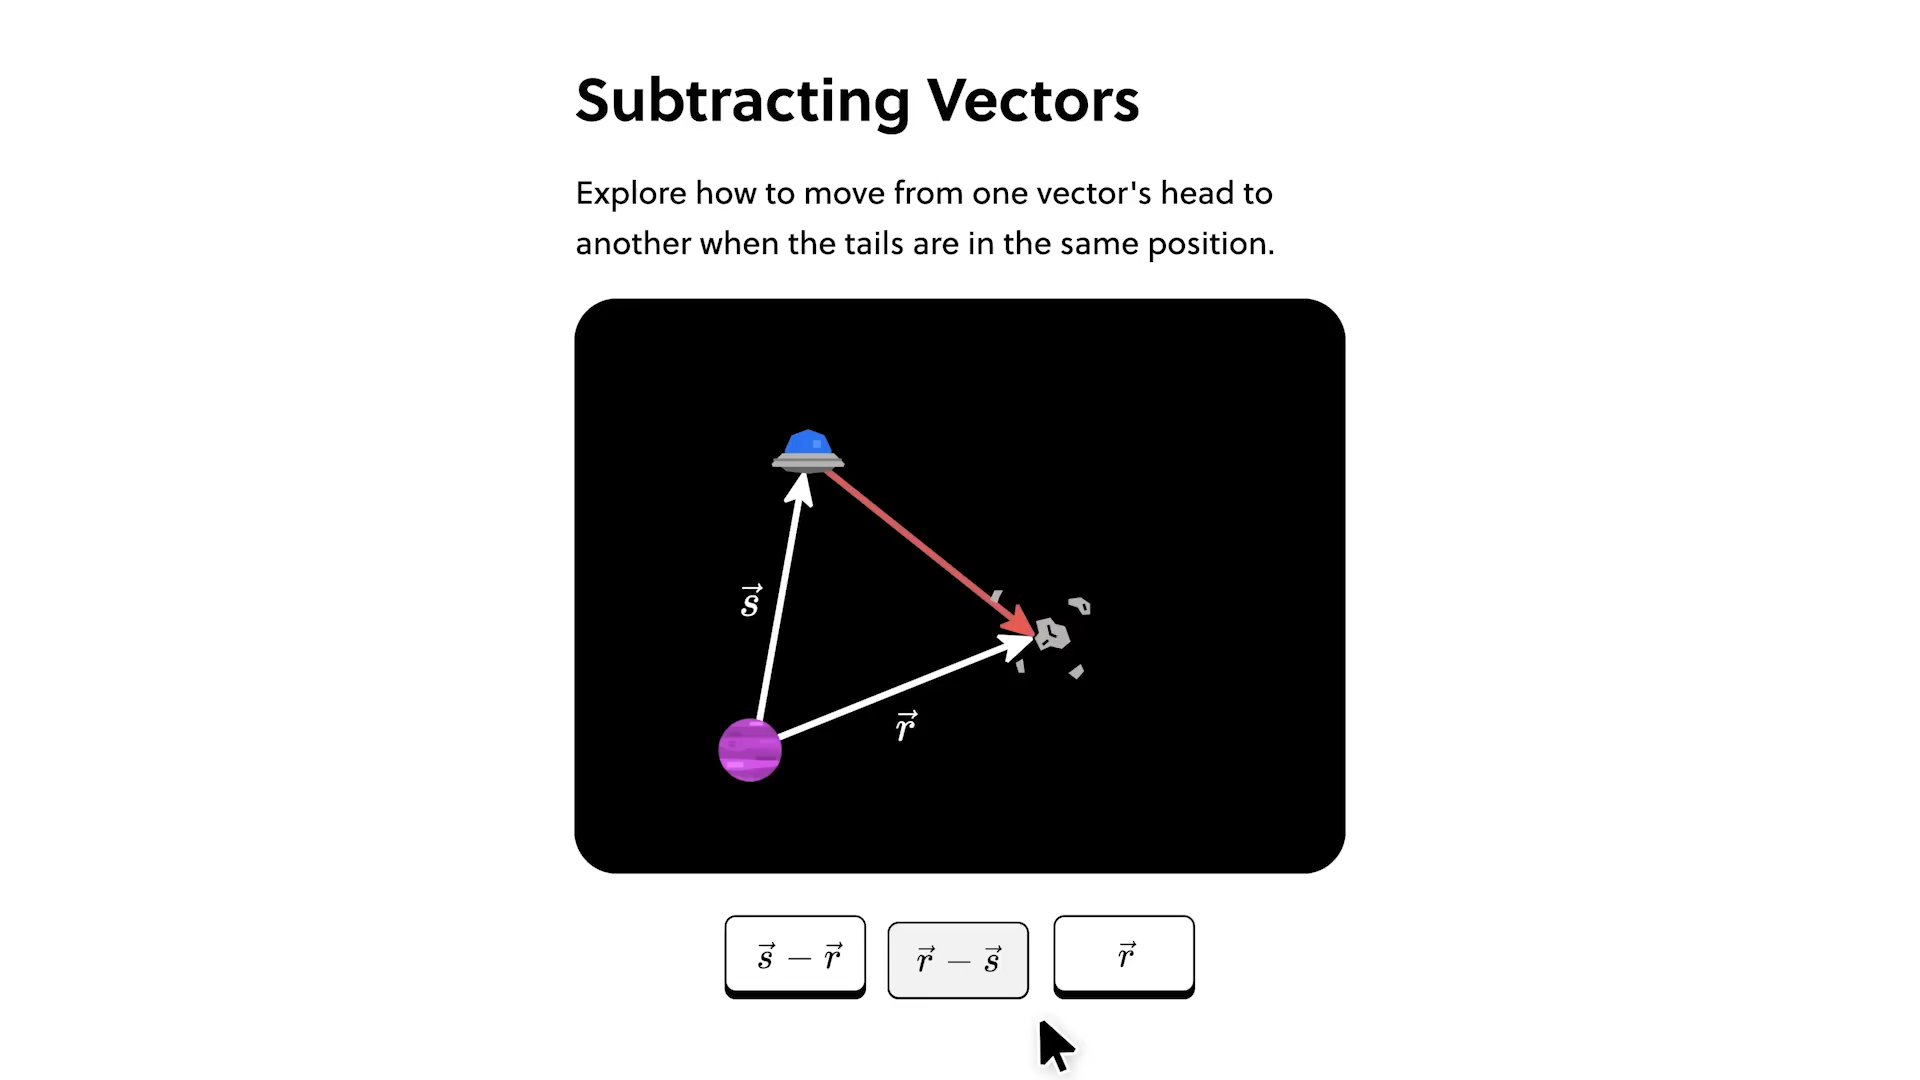 Subtracting Vectors
Explore how to move from one vector's head to
another when the tails are in the same position.
s⃗
r⃗
s⃗ − r⃗
r⃗ − s⃗
r⃗